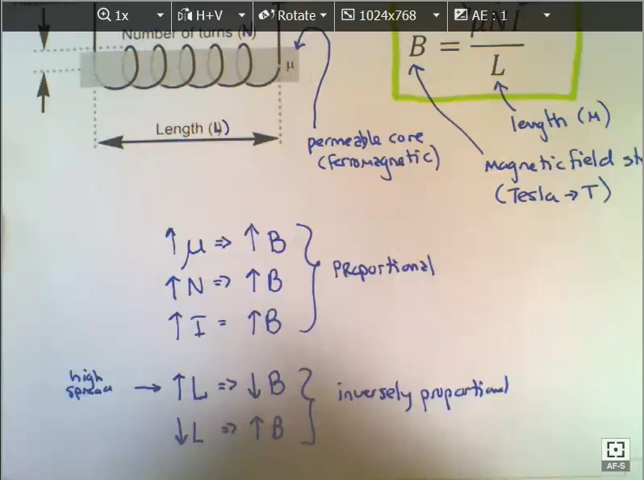 1x H+V Rotate 1024x768 AE : 1
Number of turns (N)
μ
Length (L)
permeable core
(ferromagnetic)
B = μNI / L
length (M)
Magnetic field
(Tesla → T)
↑ μ => ↑ B
↑ N => ↑ B
↑ I = ↑ B
Proportional
high
spread → ↑ L => ↓ B
↓ L => ↑ B
inversely proportional
AF-S